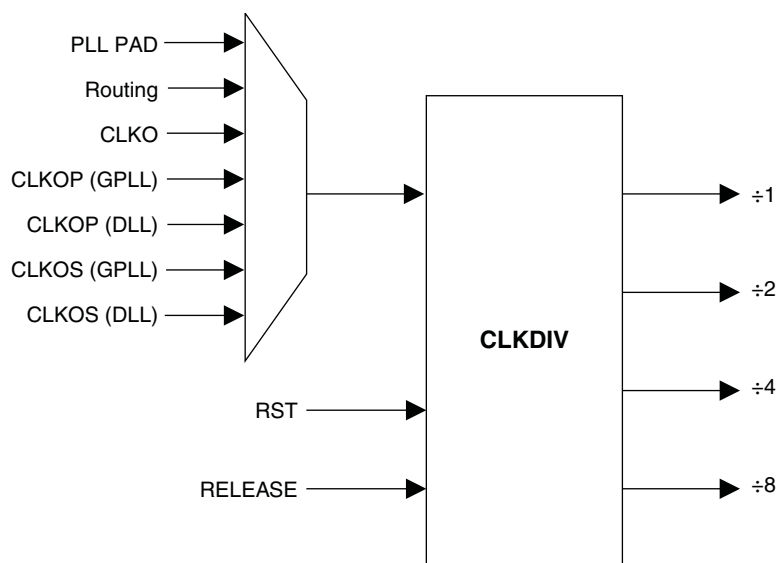 PLL PAD
Routing
CLKO
CLKOP (GPLL)
CLKOP (DLL)
CLKOS (GPLL)
CLKOS (DLL)
RST
RELEASE
CLKDIV
÷1
÷2
÷4
÷8